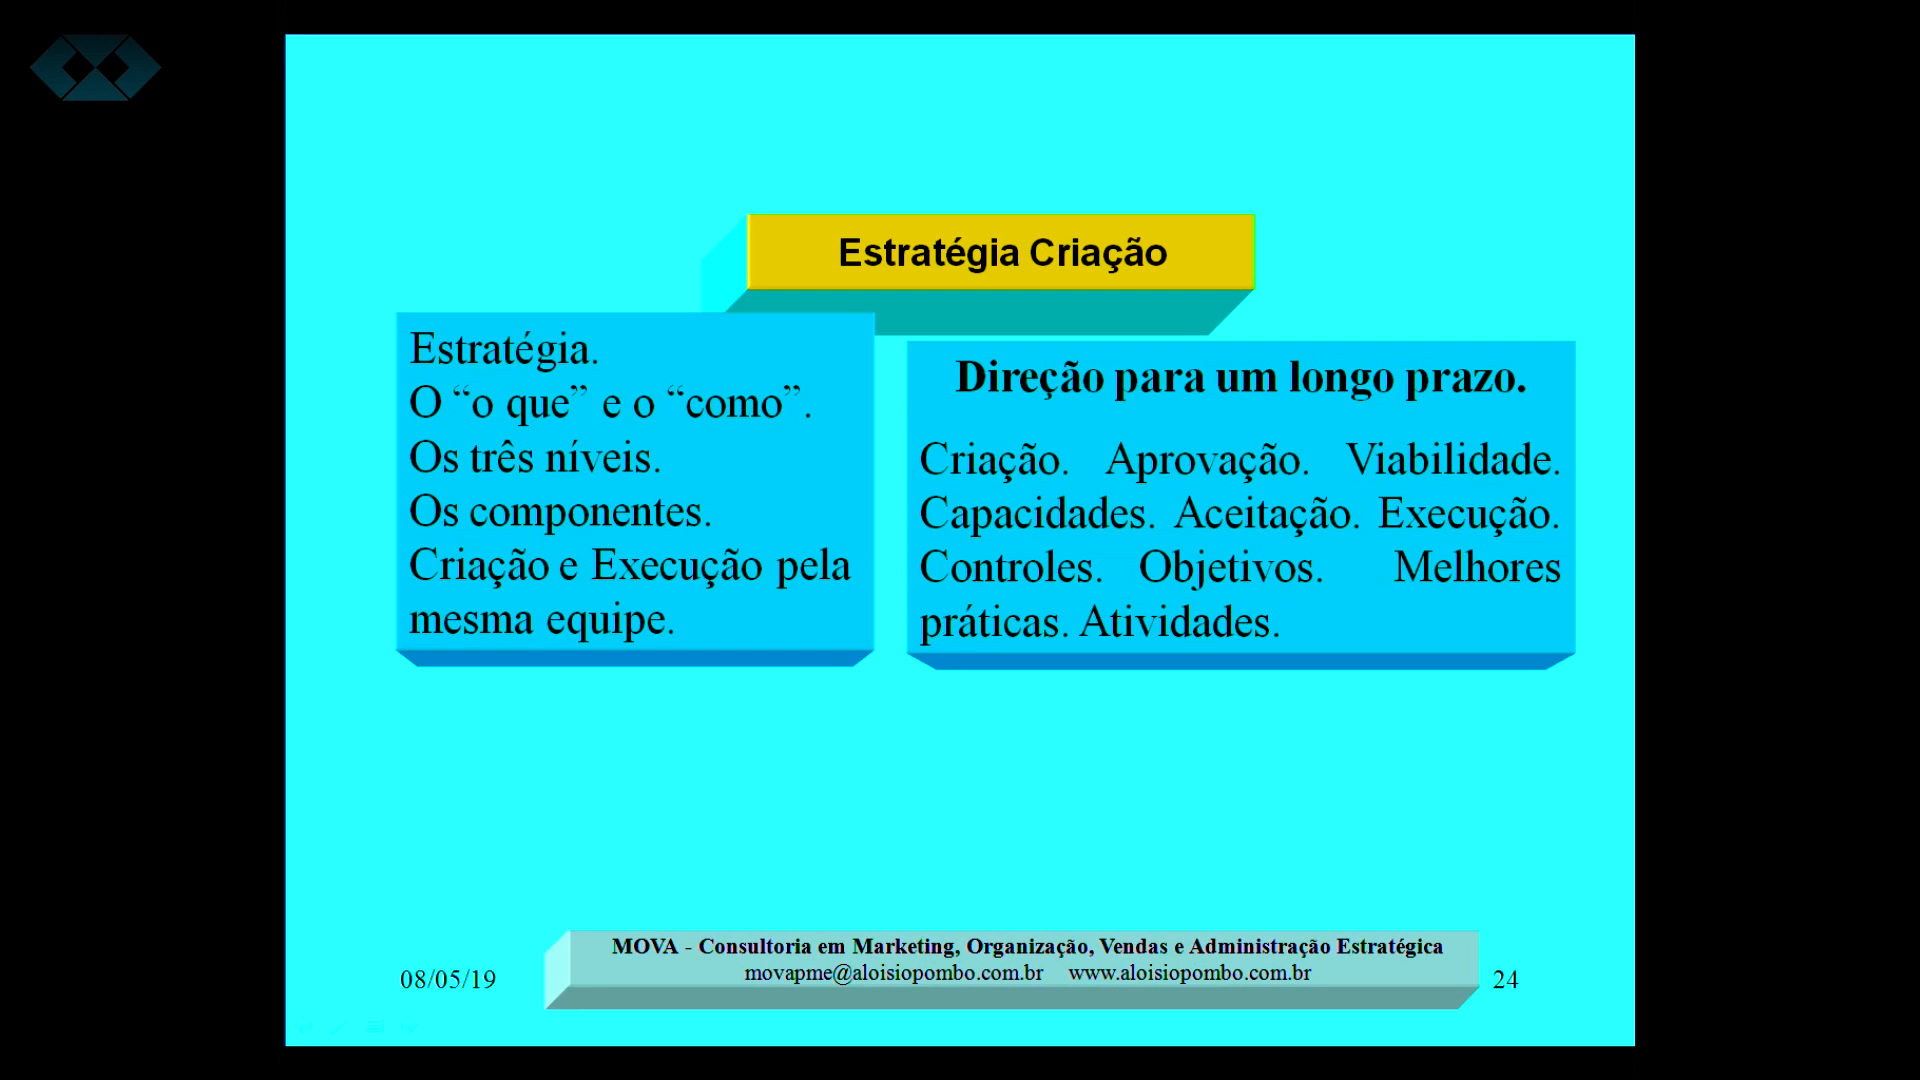 Estratégia Criação
Estratégia.
O “o que” e o “como”.
Os três níveis.
Os componentes.
Criação e Execução pela
mesma equipe.
Direção para um longo prazo.
Criação. Aprovação. Viabilidade.
Capacidades. Aceitação. Execução.
Controles. Objetivos. Melhores
práticas. Atividades.
MOVA - Consultoria em Marketing, Organização, Vendas e Administração Estratégica
movapme@aloisiopombo.com.br www.aloisiopombo.com.br
08/05/19
24